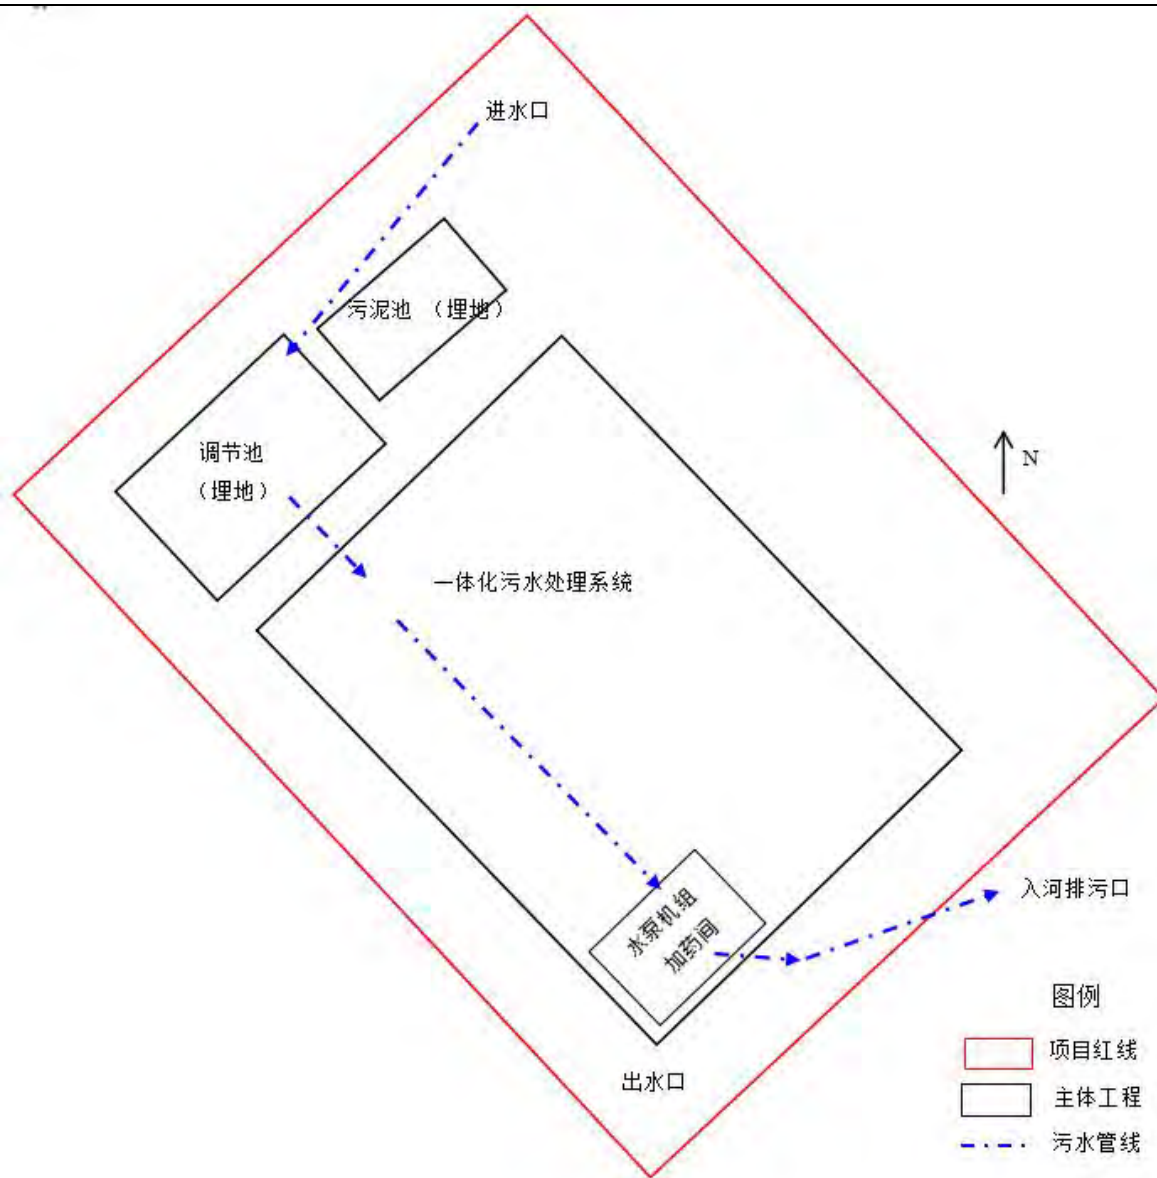 进水口
污泥池 （埋地）
调节池
（埋地）
N
一体化污水处理系统
水泵机组
加药间
入河排污口
出水口
图例
项目红线
主体工程
污水管线